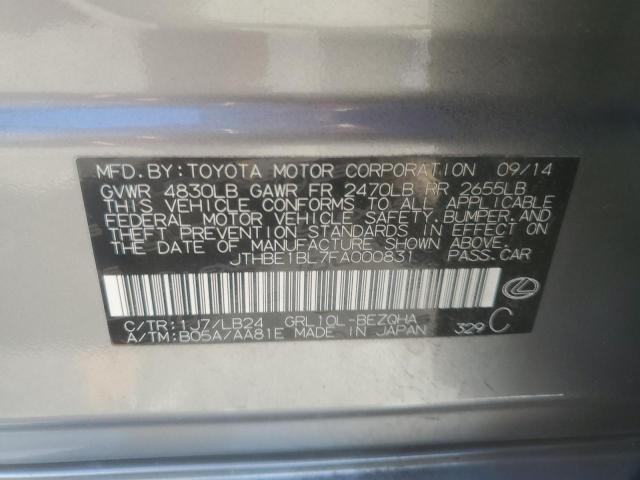 MFD.BY:TOYOTA MOTOR CORPORATION 09/14
GVWR 4830LB GAWR FR 2470LB RR 2655LB
THIS VEHICLE CONFORMS TO ALL APPLICABLE
FEDERAL MOTOR VEHICLE SAFETY,BUMPER,AND
THEFT PREVENTION STANDARDS IN EFFECT ON
THE DATE OF MANUFACTURE SHOWN ABOVE.
JTHBE1BL7FA000831 PASS.CAR
C/TR:1J7/LB24 GRL10L-BEZQHA
A/TM:B05A/AA81E MADE IN JAPAN 329 C